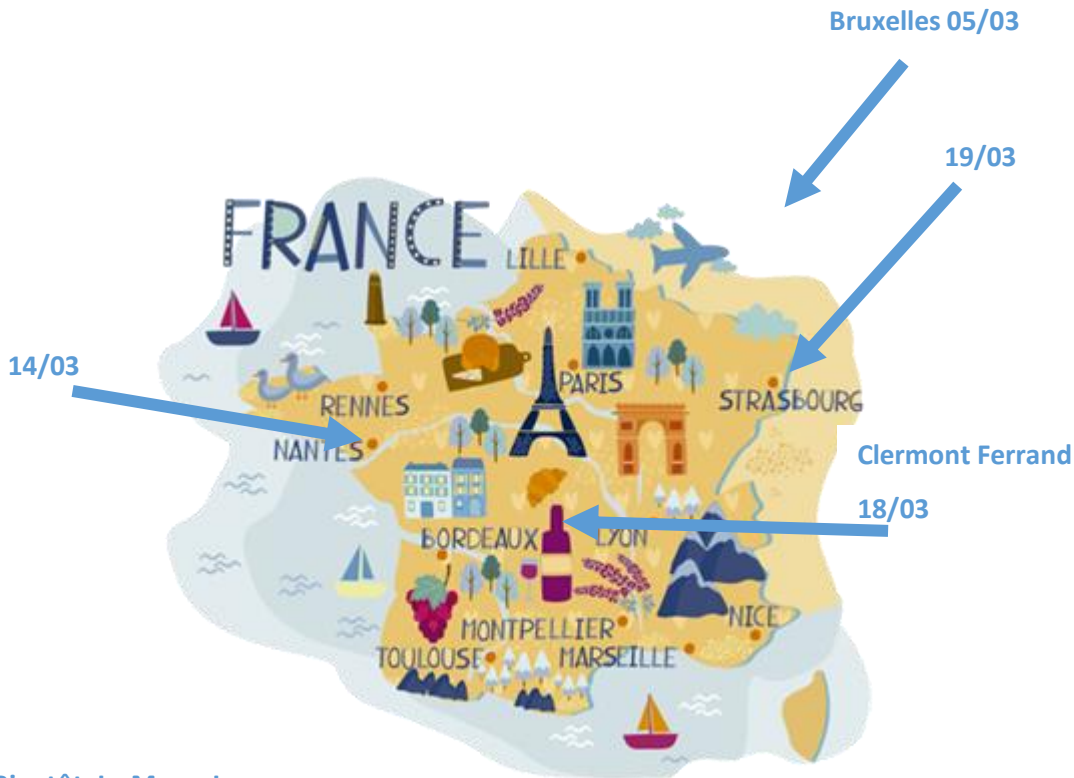 Bruxelles 05/03
19/03
FRANCE
LILLE
14/03
PARIS
RENNES
STRASBOURG
NANTES
Clermont Ferrand
18/03
BORDEAUX
LYON
NICE
MONTPELLIER
TOULOUSE
MARSEILLE